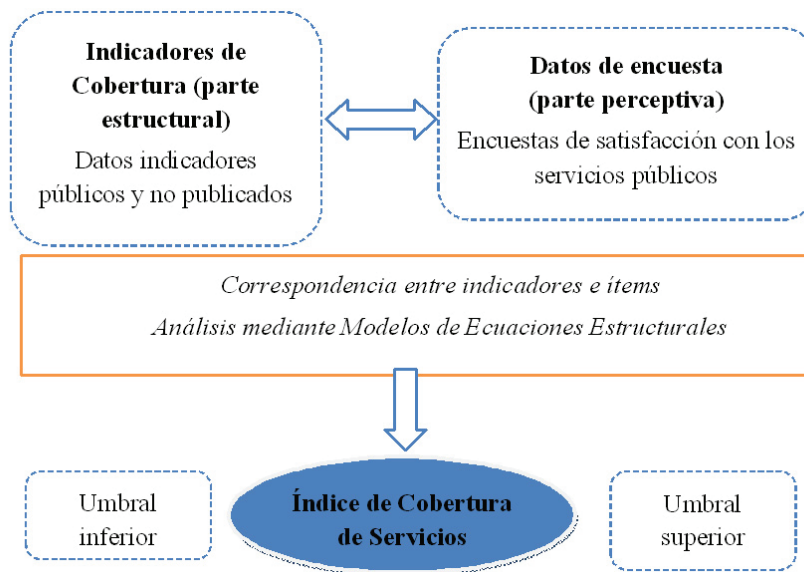 Indicadores de
Cobertura (parte
estructural)
Datos indicadores
públicos y no publicados
Datos de encuesta
(parte perceptiva)
Encuestas de satisfacción con los
servicios públicos
Correspondencia entre indicadores e ítems
Análisis mediante Modelos de Ecuaciones Estructurales
Umbral
inferior
Índice de Cobertura
de Servicios
Umbral
superior